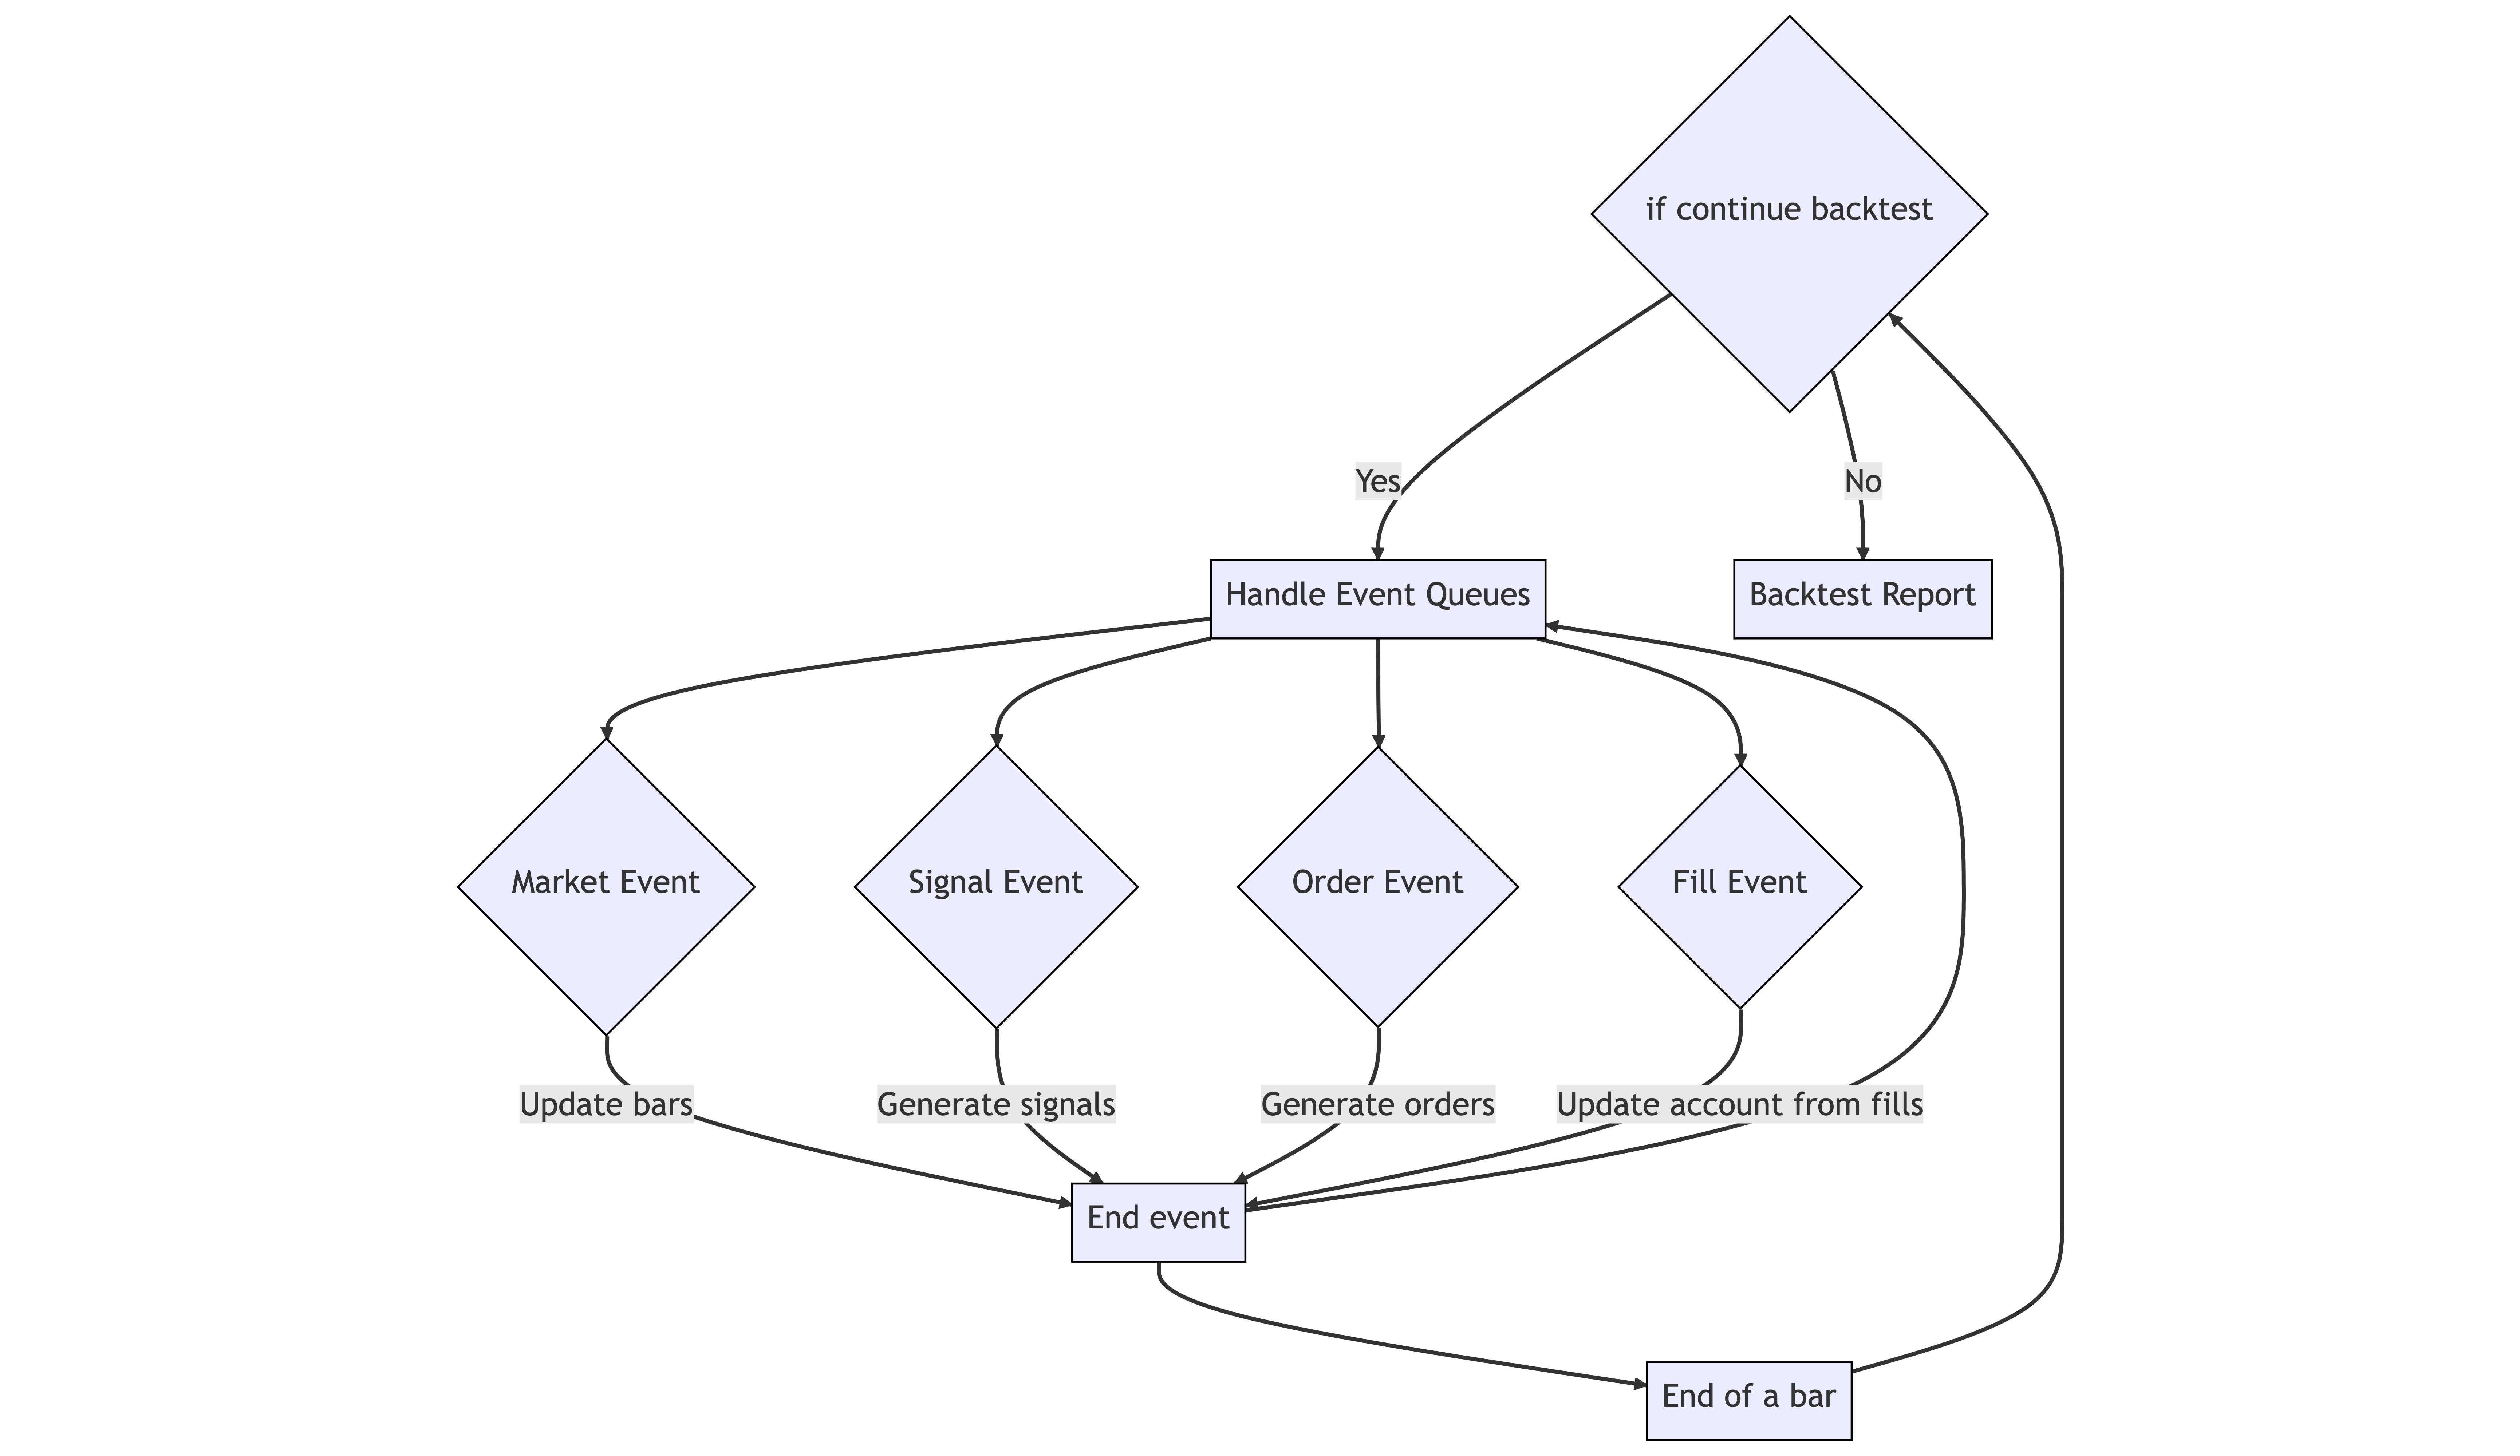 if continue backtest
Yes
No
Handle Event Queues
Backtest Report
Market Event
Signal Event
Order Event
Fill Event
Update bars
Generate signals
Generate orders
Update account from fills
End event
End of a bar